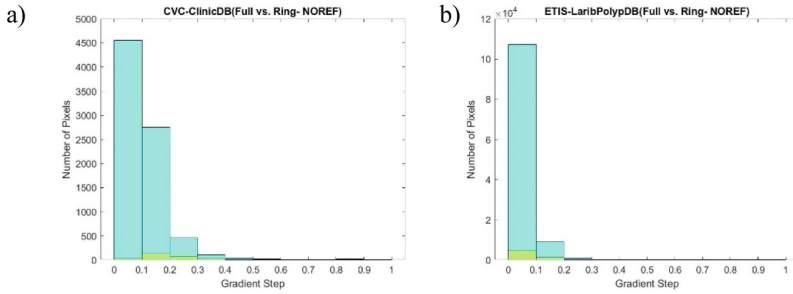 a)
CVC-ClinicDB(Full vs. Ring- NOREF)
5000
4500
4000
3500
3000
2500
2000
1500
1000
500
0
Number of Pixels
0 0.1 0.2 0.3 0.4 0.5 0.6 0.7 0.8 0.9 1
Gradient Step
b)
ETIS-LaribPolypDB(Full vs. Ring- NOREF)
×10⁴
12
10
8
6
4
2
0
Number of Pixels
0 0.1 0.2 0.3 0.4 0.5 0.6 0.7 0.8 0.9 1
Gradient Step